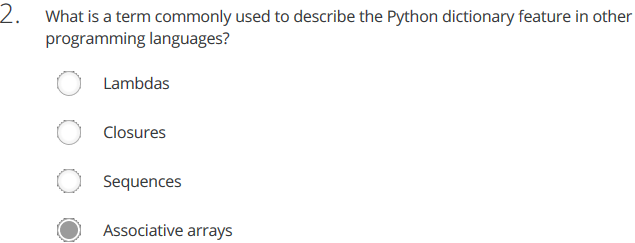 2. What is a term commonly used to describe the Python dictionary feature in other
programming languages?
Lambdas
Closures
Sequences
Associative arrays